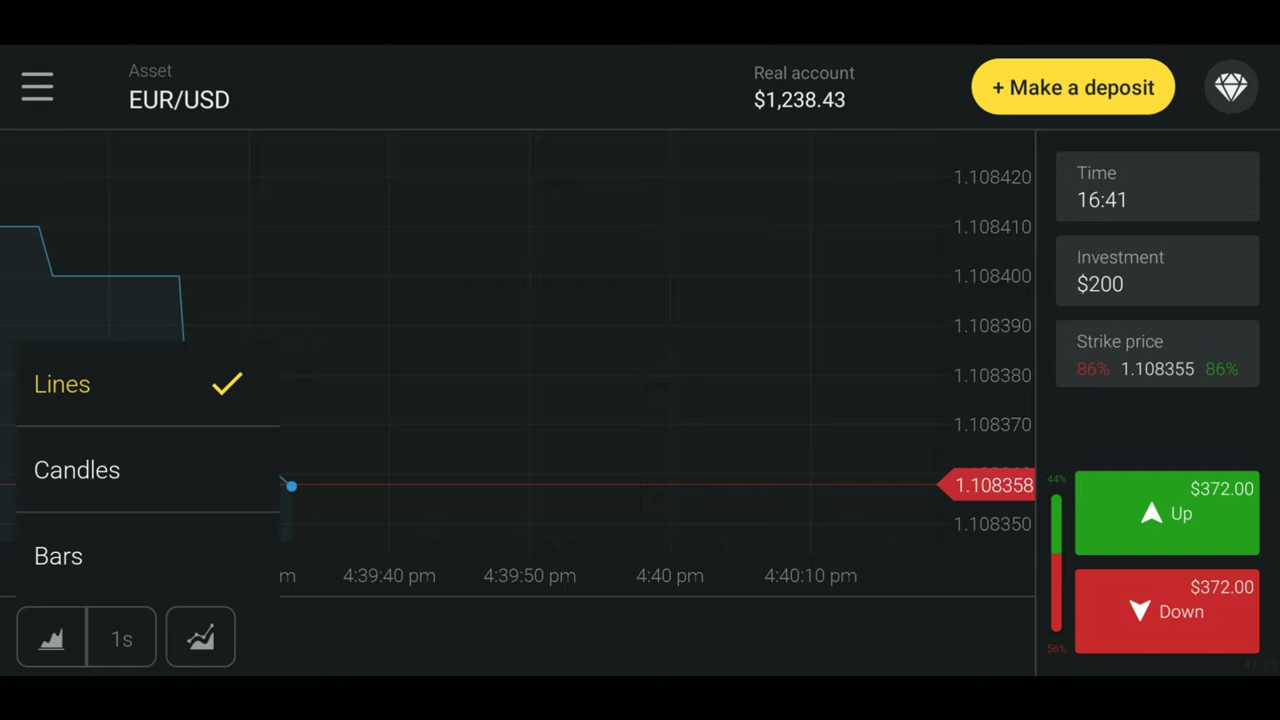 Asset
EUR/USD
Real account
$1,238.43
+ Make a deposit
1.108420
1.108410
1.108400
1.108390
1.108380
1.108370
1.108358
1.108350
Time
16:41
Investment
$200
Strike price
86% 1.108355 86%
Lines
Candles
Bars
m 4:39:40 pm 4:39:50 pm 4:40 pm 4:40:10 pm
1s
44%
$372.00
Up
$372.00
Down
56%